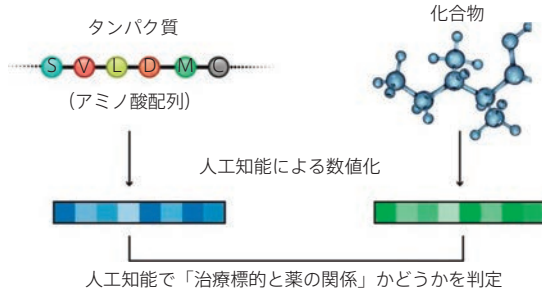 タンパク質
化合物
S V L D M C
(アミノ酸配列)
人工知能による数値化
人工知能で「治療標的と薬の関係」かどうかを判定